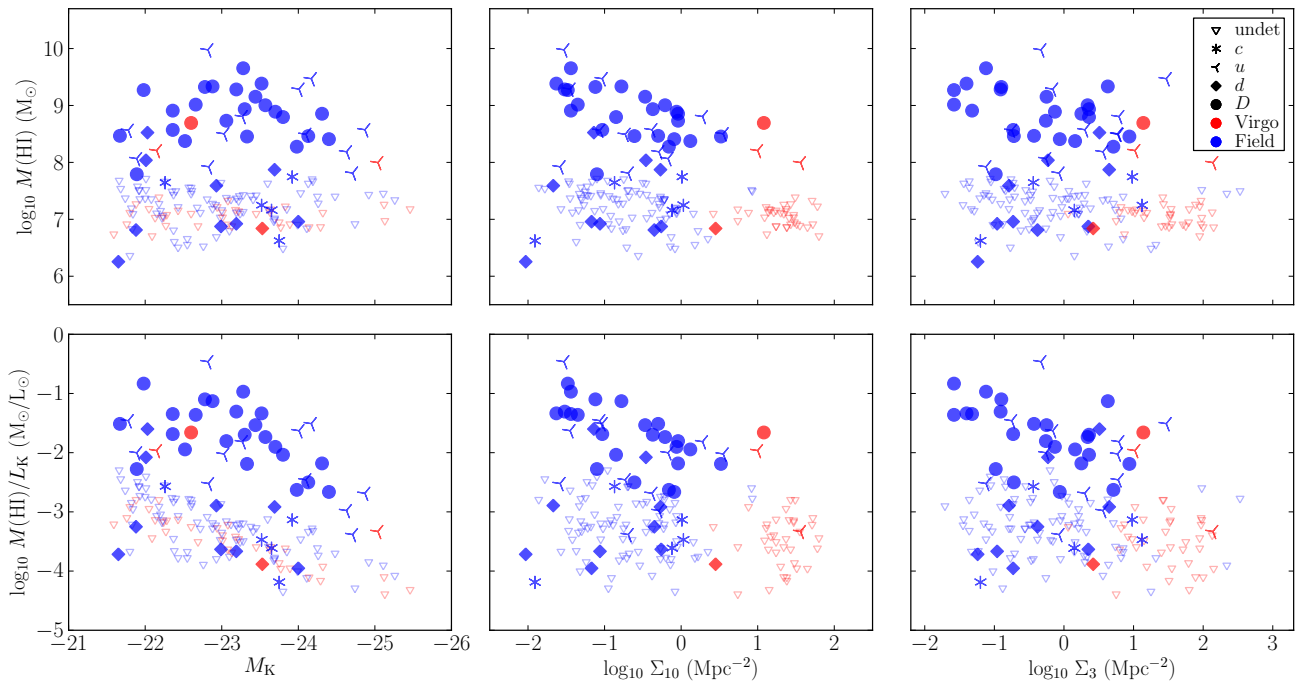 10
9
8
7
6
log₁₀ M(HI) (M⊙)
undet
c
u
d
D
Virgo
Field
0
−1
−2
−3
−4
−5
log₁₀ M(HI)/L_K (M⊙/L⊙)
−21 −22 −23 −24 −25 −26
M_K
−2 −1 0 1 2
log₁₀ Σ₁₀ (Mpc⁻²)
−2 −1 0 1 2 3
log₁₀ Σ₃ (Mpc⁻²)